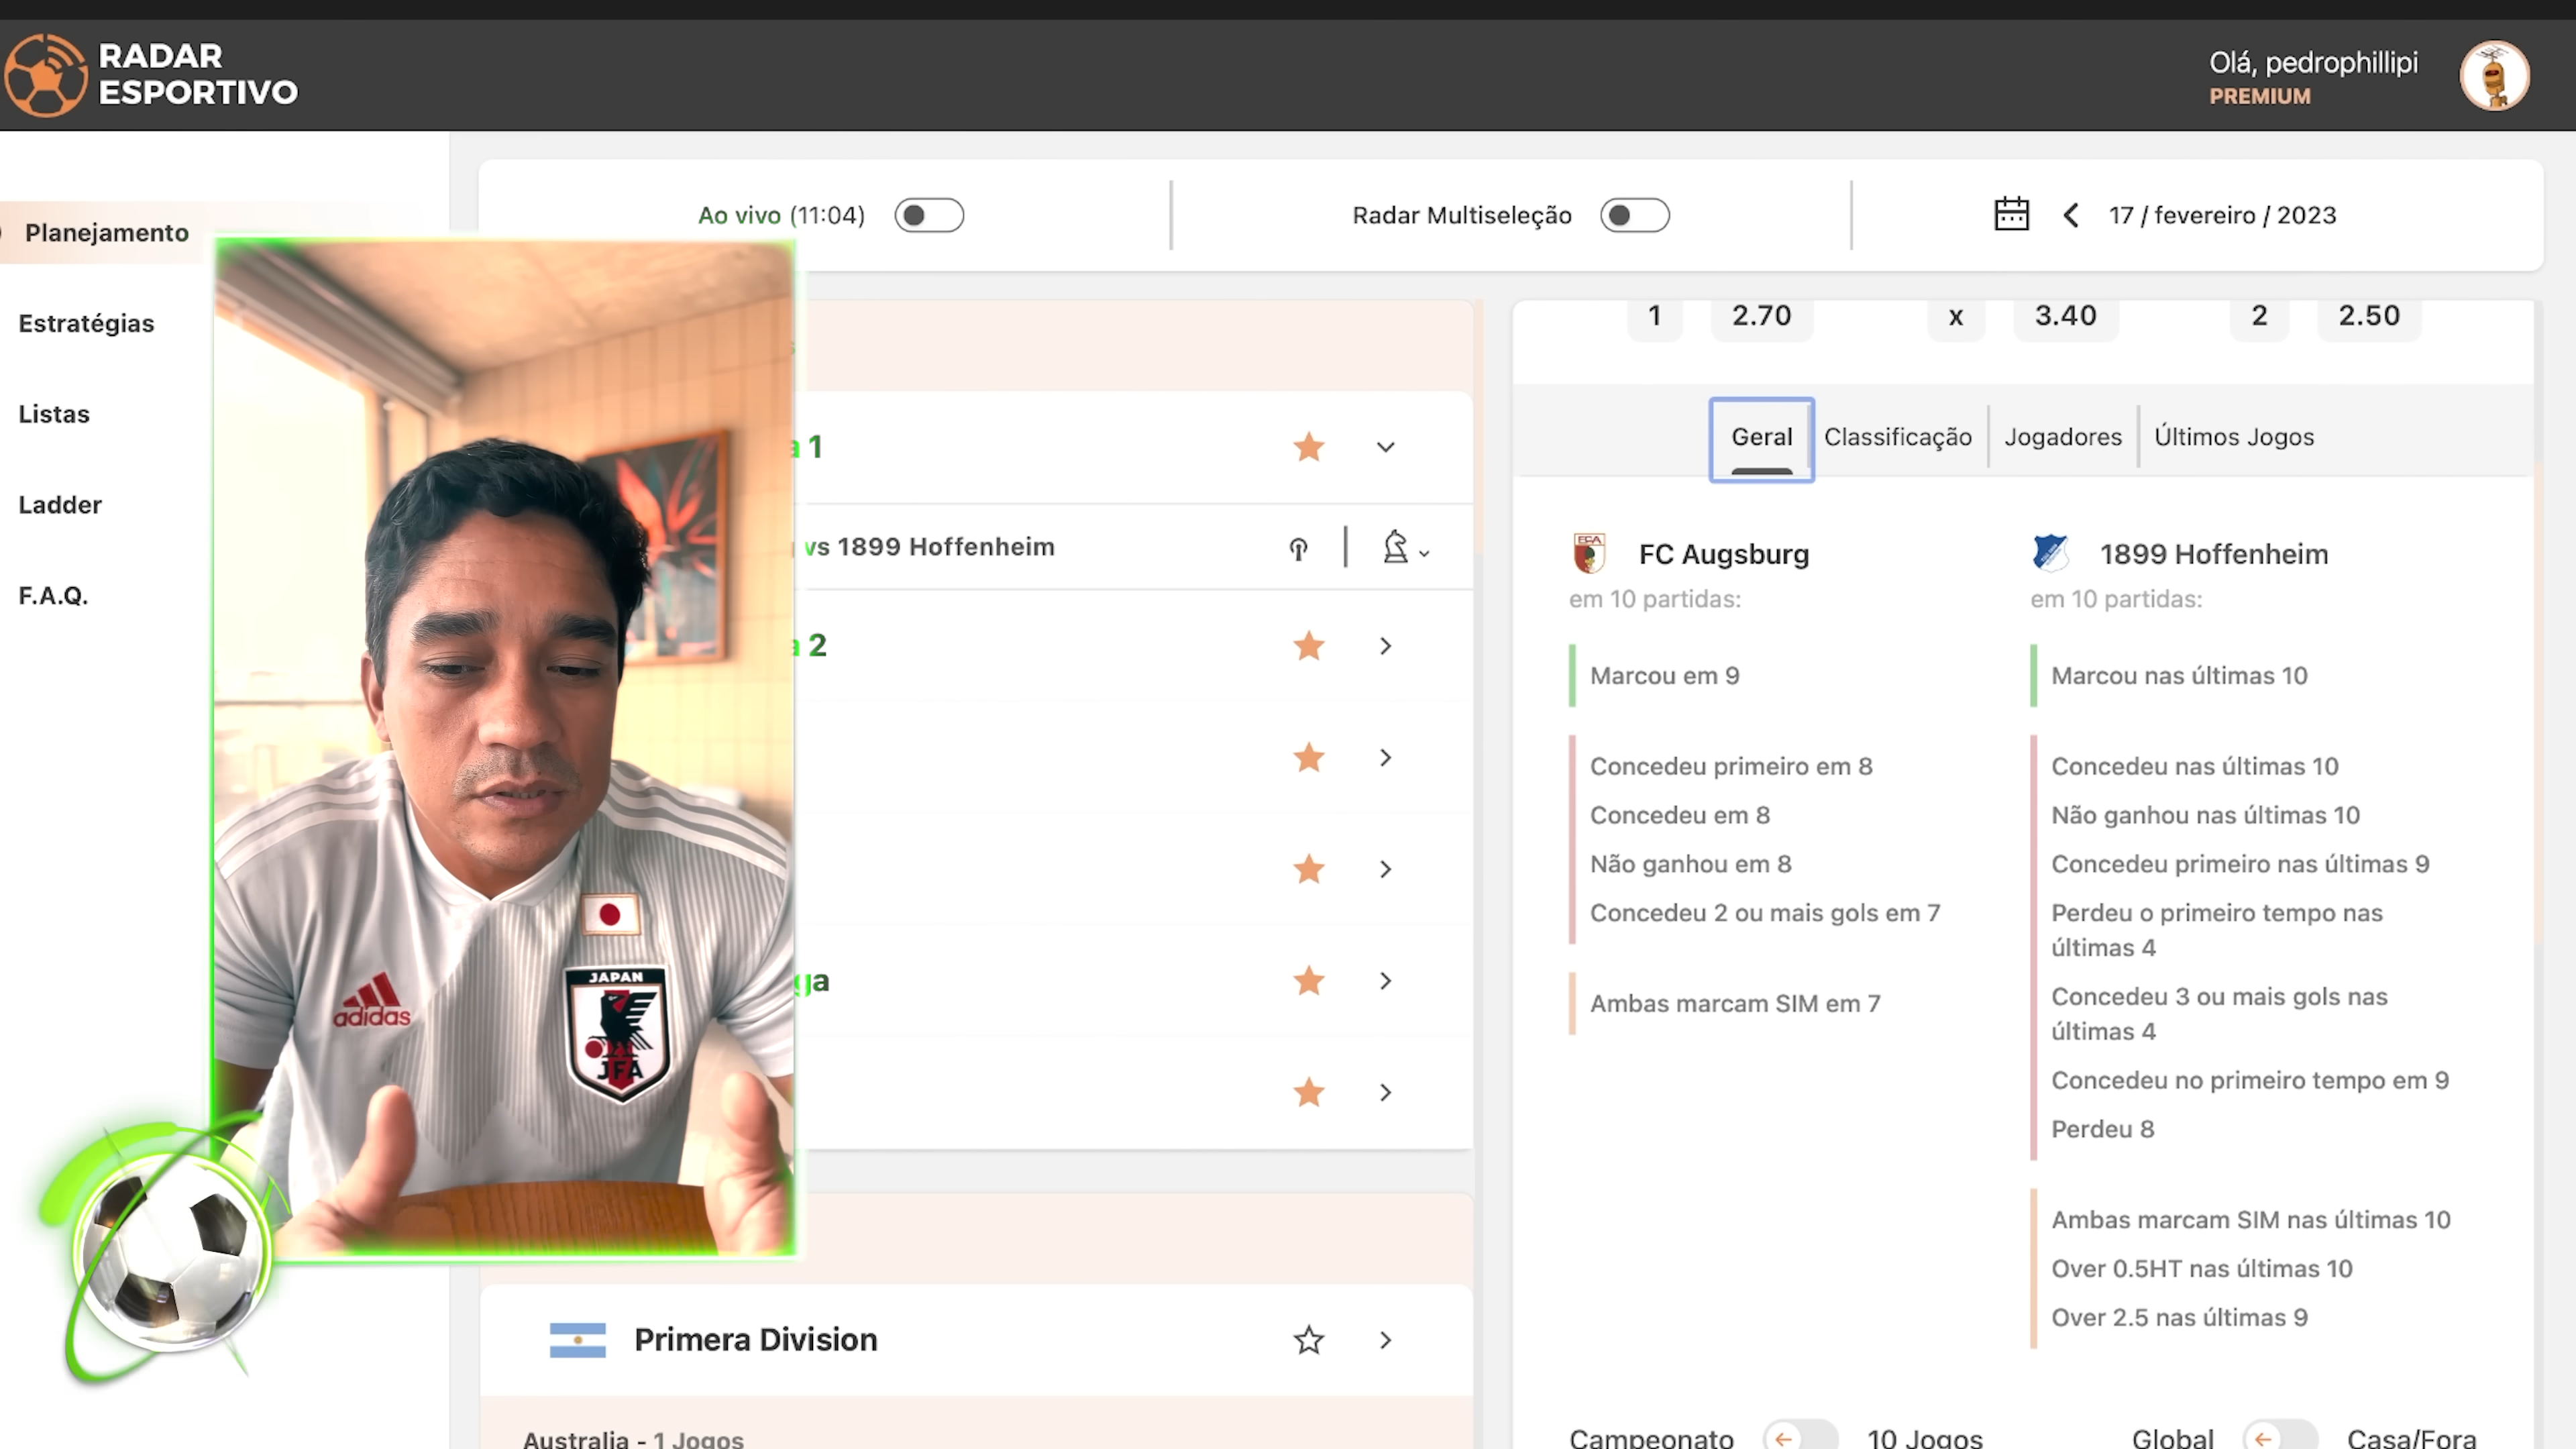 RADAR
ESPORTIVO
Olá, pedrophillipi
PREMIUM
Planejamento
Estratégias
Listas
Ladder
F.A.Q.
Ao vivo (11:04)
Radar Multiseleção
17 / fevereiro / 2023
1
vs 1899 Hoffenheim
2
ga
JAPAN
JFA
adidas
Primera Division
Australia - 1 Jogos
1 2.70 x 3.40 2 2.50
Geral Classificação Jogadores Últimos Jogos
FC Augsburg
em 10 partidas:
Marcou em 9
Concedeu primeiro em 8
Concedeu em 8
Não ganhou em 8
Concedeu 2 ou mais gols em 7
Ambas marcam SIM em 7
1899 Hoffenheim
em 10 partidas:
Marcou nas últimas 10
Concedeu nas últimas 10
Não ganhou nas últimas 10
Concedeu primeiro nas últimas 9
Perdeu o primeiro tempo nas
últimas 4
Concedeu 3 ou mais gols nas
últimas 4
Concedeu no primeiro tempo em 9
Perdeu 8
Ambas marcam SIM nas últimas 10
Over 0.5HT nas últimas 10
Over 2.5 nas últimas 9
Campeonato 10 Jogos Global Casa/Fora